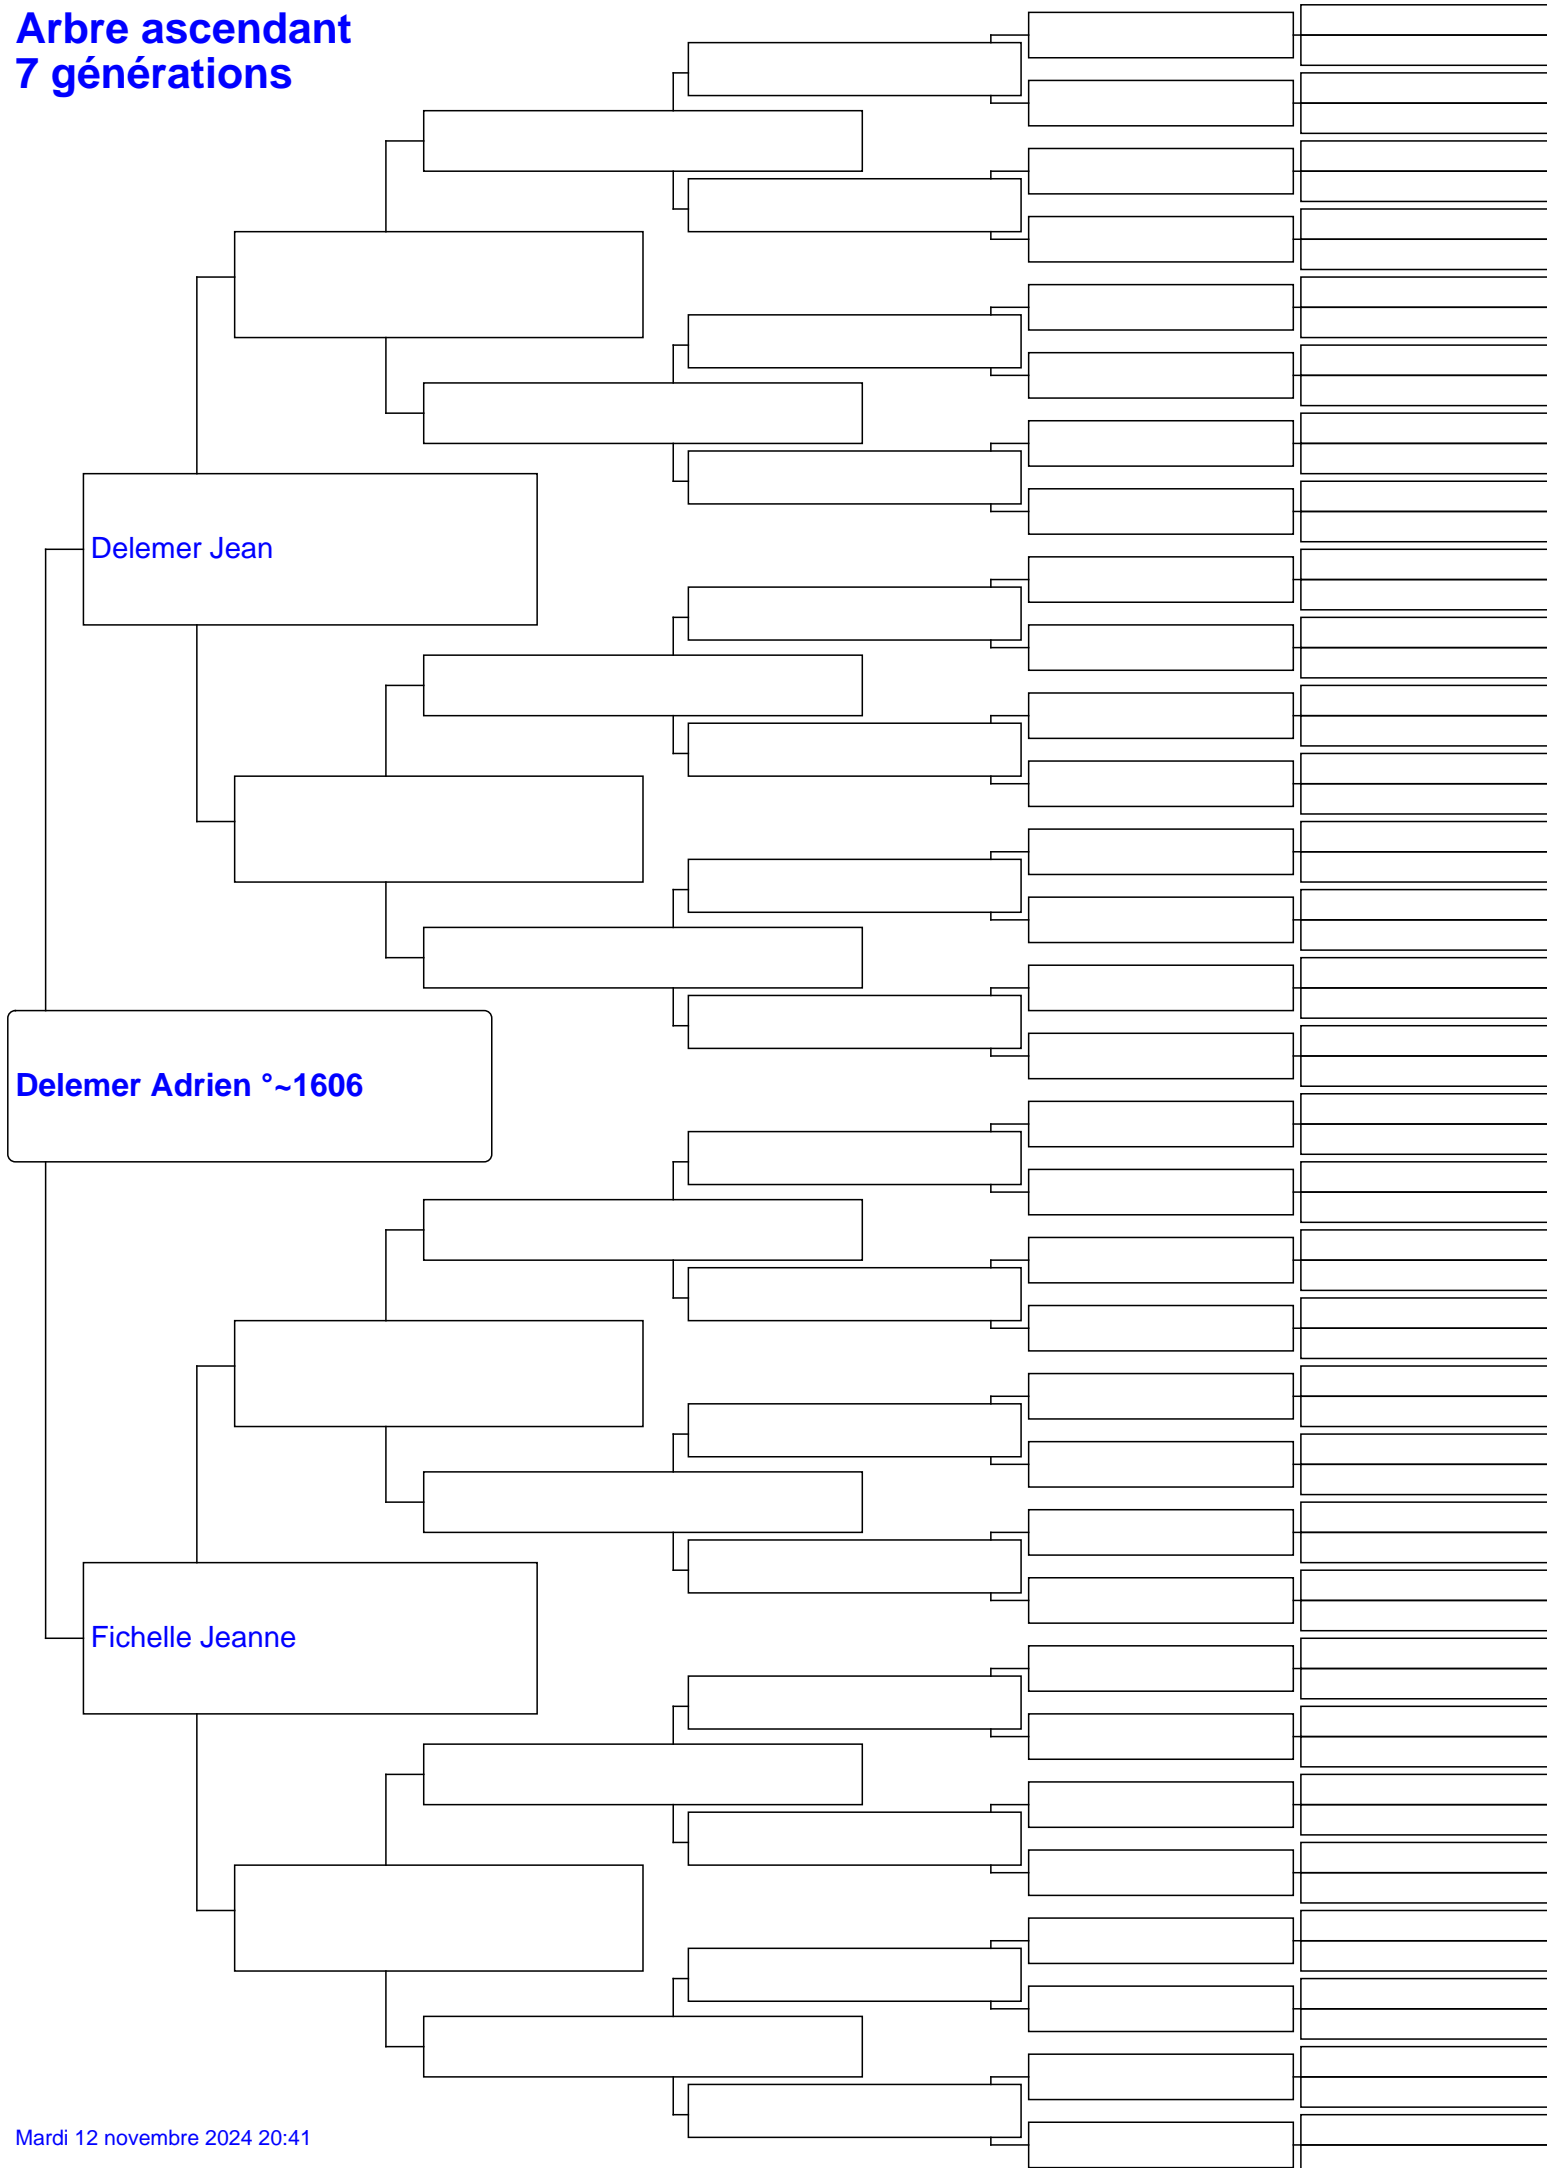 Arbre ascendant
7 générations
Delemer Jean
Delemer Adrien °~1606
Fichelle Jeanne
Mardi 12 novembre 2024 20:41